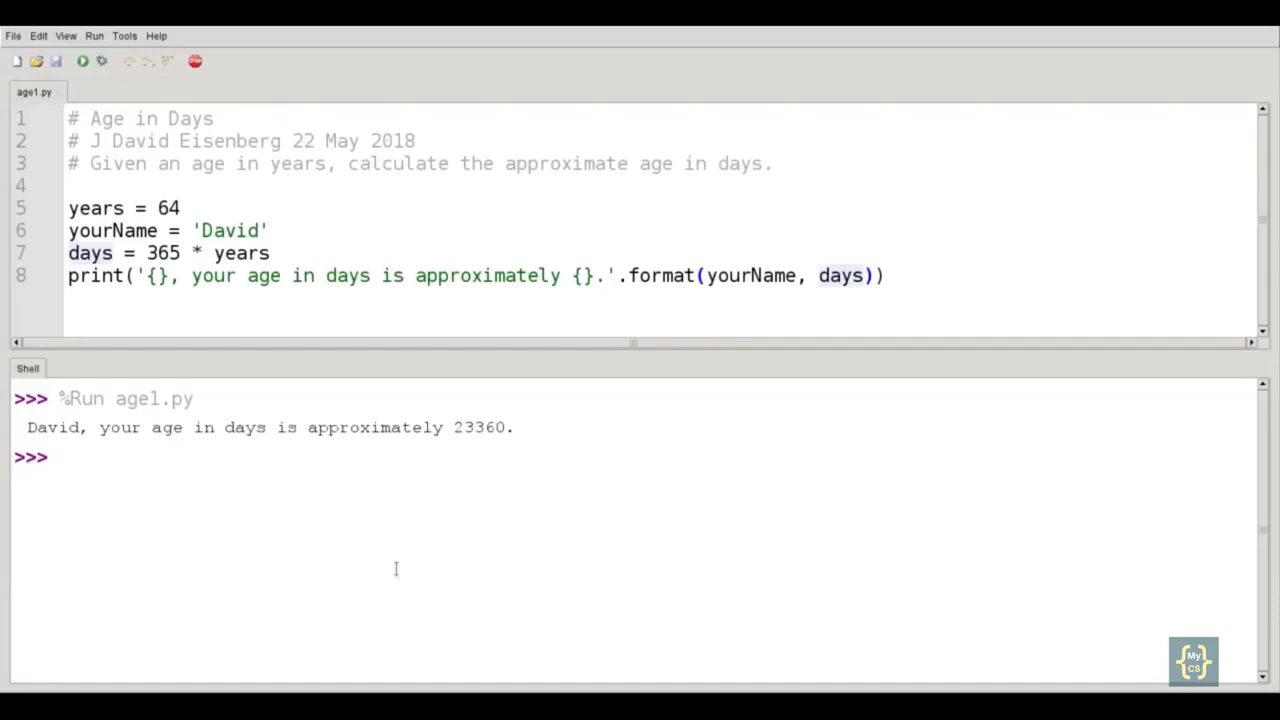 File Edit View Run Tools Help
STOP
age1.py
1 # Age in Days
2 # J David Eisenberg 22 May 2018
3 # Given an age in years, calculate the approximate age in days.
4
5 years = 64
6 yourName = 'David'
7 days = 365 * years
8 print('{}, your age in days is approximately {}.'.format(yourName, days))
Shell
>>> %Run age1.py
David, your age in days is approximately 23360.
>>>
{My CS}